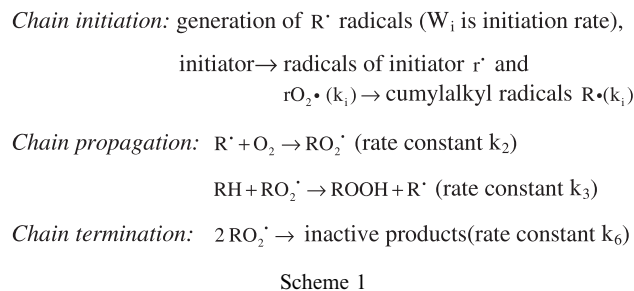 Chain initiation: generation of R˙ radicals (Wᵢ is initiation rate),
initiator→ radicals of initiator r˙ and
rO₂• (kᵢ) → cumylalkyl radicals R•(kᵢ)
Chain propagation: R˙ + O₂ → RO₂˙ (rate constant k₂)
RH + RO₂˙ → ROOH + R˙ (rate constant k₃)
Chain termination: 2 RO₂˙ → inactive products(rate constant k₆)
Scheme 1